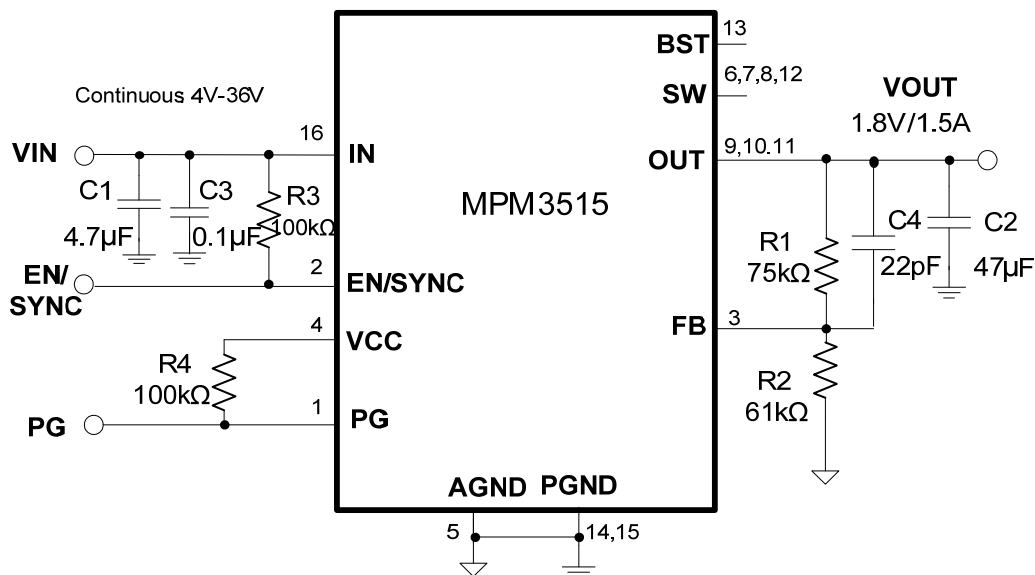 13
BST
6,7,8,12
SW
Continuous 4V-36V
VOUT
1.8V/1.5A
16
VIN
IN
OUT
9,10.11
C1
C3
R3
100kΩ
4.7µF
0.1µF
MPM3515
R1
75kΩ
C4
22pF
C2
47µF
EN/
SYNC
2
EN/SYNC
4
VCC
FB
3
R4
100kΩ
R2
61kΩ
PG
1
PG
AGND
PGND
5
14,15